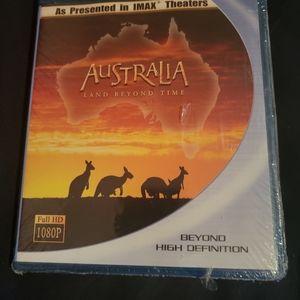 As Presented in IMAX® Theaters
AUSTRALIA
LAND BEYOND TIME
Full HD
1080P
BEYOND
HIGH DEFINITION